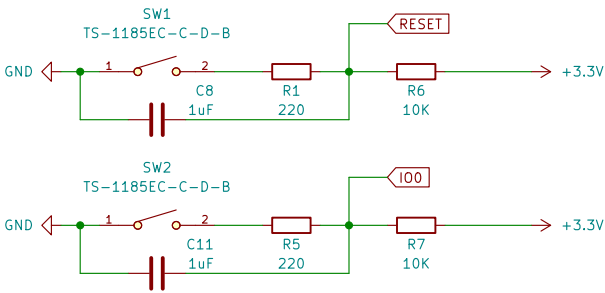 SW1
TS-1185EC-C-D-B
RESET
GND 1 2 +3.3V
C8 R1 R6
1uF 220 10K
SW2
TS-1185EC-C-D-B
IO0
GND 1 2 +3.3V
C11 R5 R7
1uF 220 10K